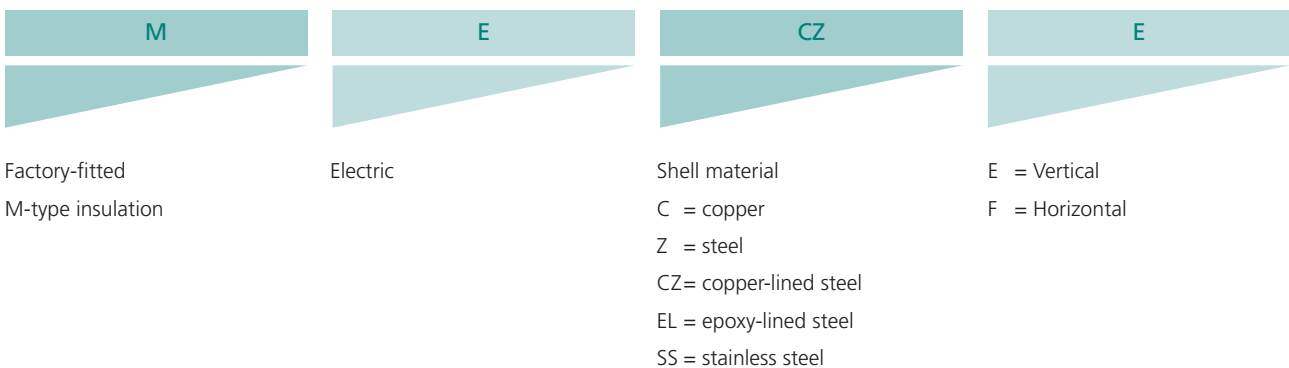 M
E
CZ
E
Factory-fitted
M-type insulation
Electric
Shell material
C = copper
Z = steel
CZ= copper-lined steel
EL = epoxy-lined steel
SS = stainless steel
E = Vertical
F = Horizontal